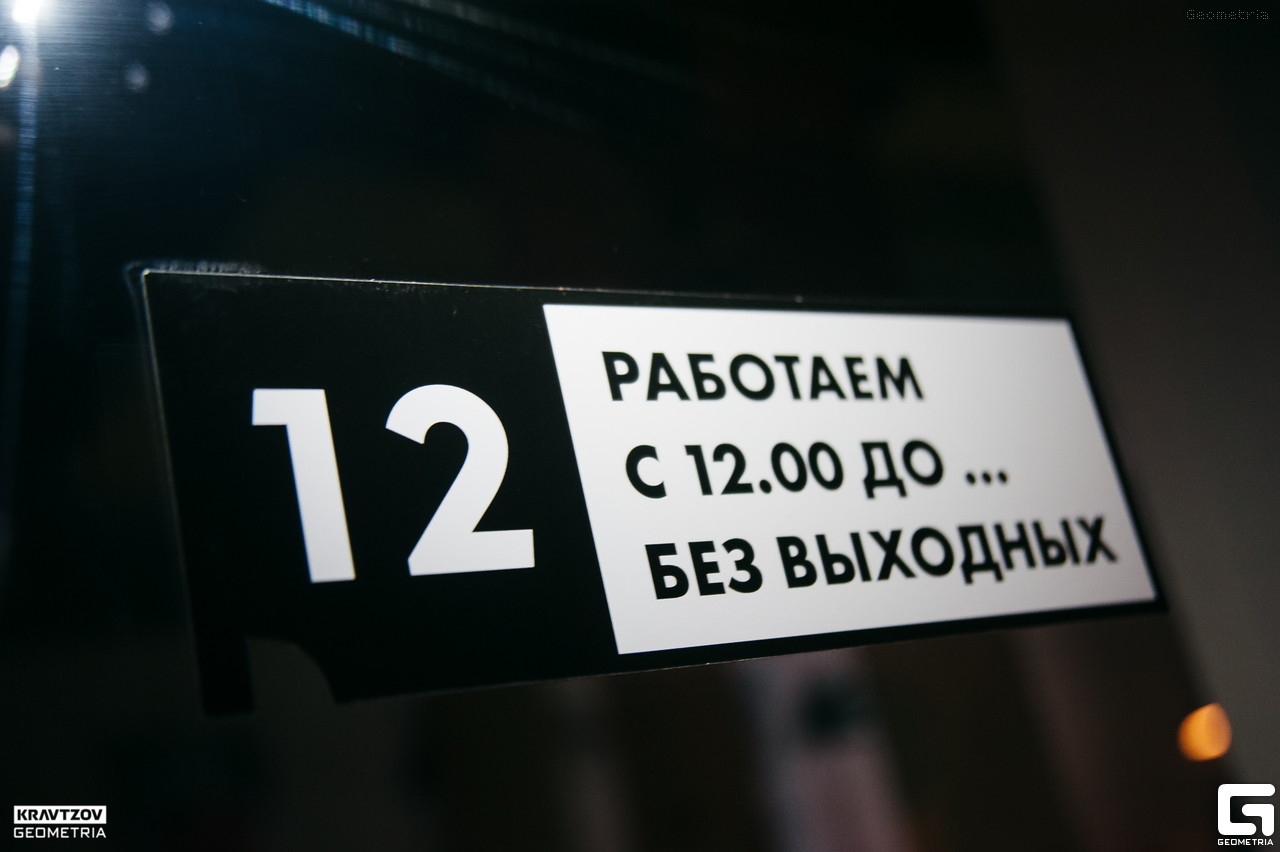 Geometria
12
РАБОТАЕМ
С 12.00 ДО ...
БЕЗ ВЫХОДНЫХ
KRAVTZOV
GEOMETRIA
GEOMETRIA